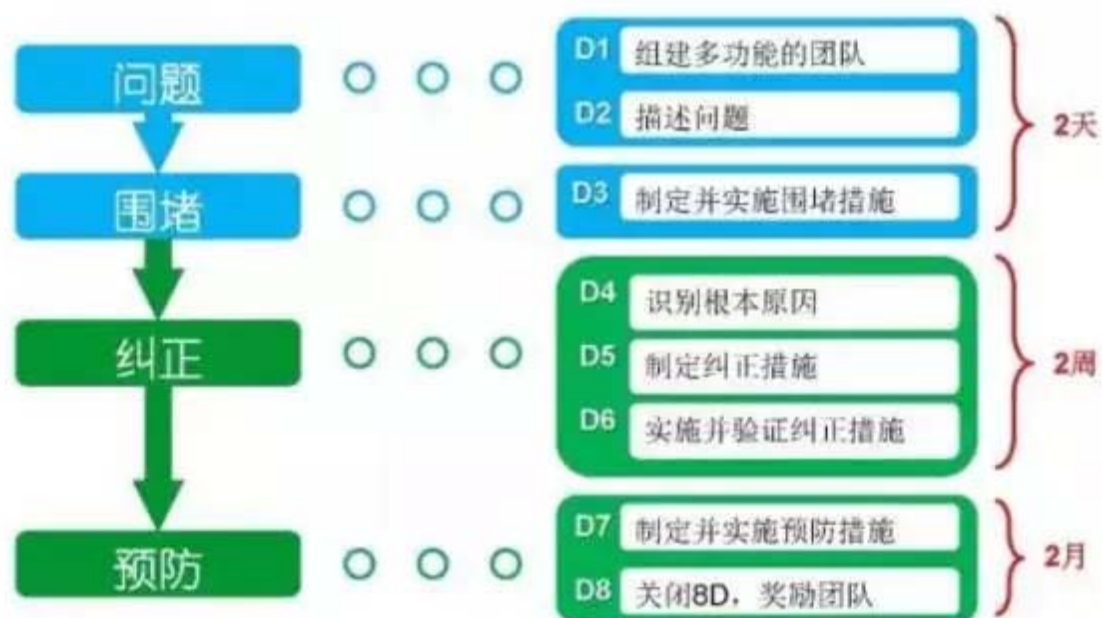 问题
D1 组建多功能的团队
D2 描述问题
2天
围堵
D3 制定并实施围堵措施
纠正
D4 识别根本原因
D5 制定纠正措施
D6 实施并验证纠正措施
2周
预防
D7 制定并实施预防措施
D8 关闭8D，奖励团队
2月